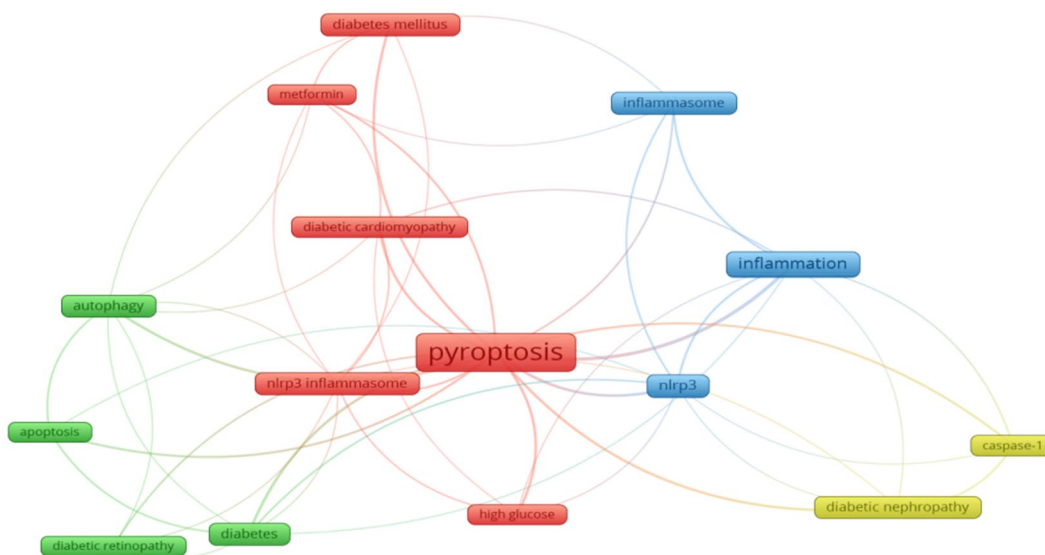 diabetes mellitus
metformin
inflammasome
diabetic cardiomyopathy
inflammation
autophagy
pyroptosis
nlrp3 inflammasome
nlrp3
apoptosis
caspase-1
diabetic nephropathy
high glucose
diabetes
diabetic retinopathy